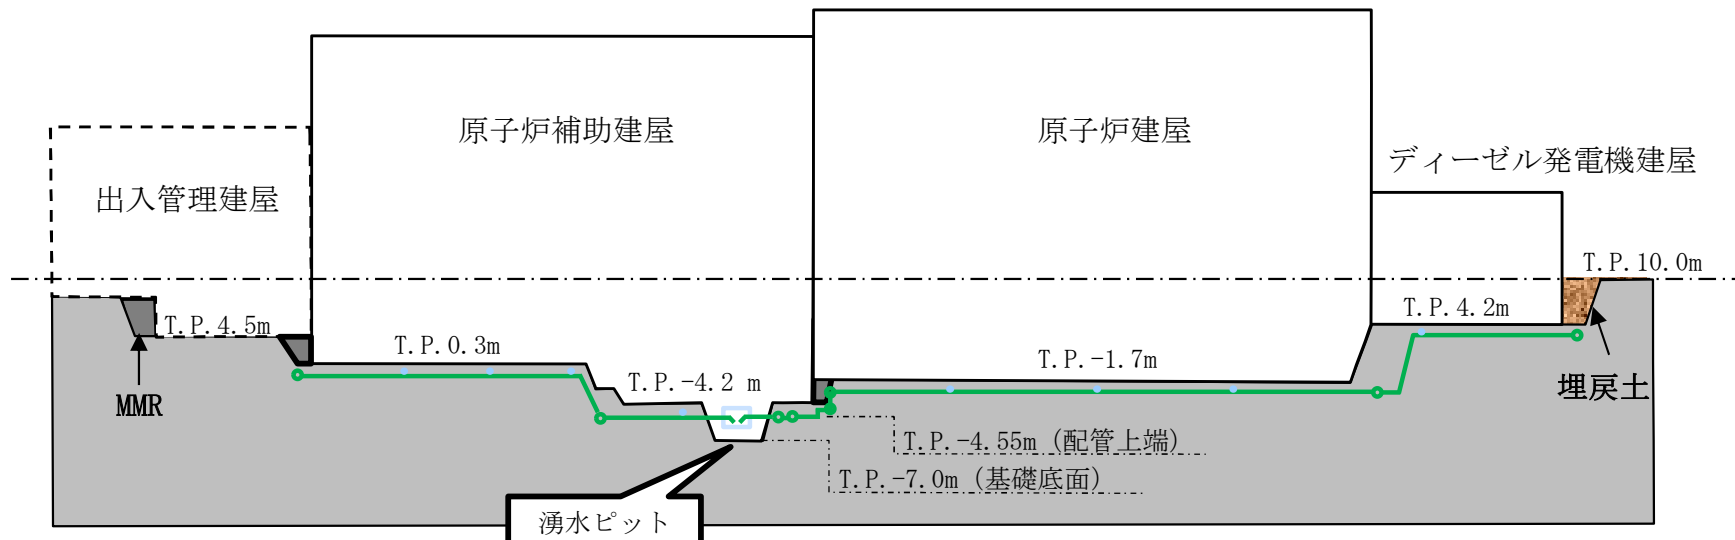 原子炉補助建屋
原子炉建屋
ディーゼル発電機建屋
出入管理建屋
T.P.10.0m
T.P.4.5m
T.P.4.2m
T.P.0.3m
T.P.-1.7m
T.P.-4.2 m
MMR
埋戻土
T.P.-4.55m (配管上端)
T.P.-7.0m (基礎底面)
湧水ピット